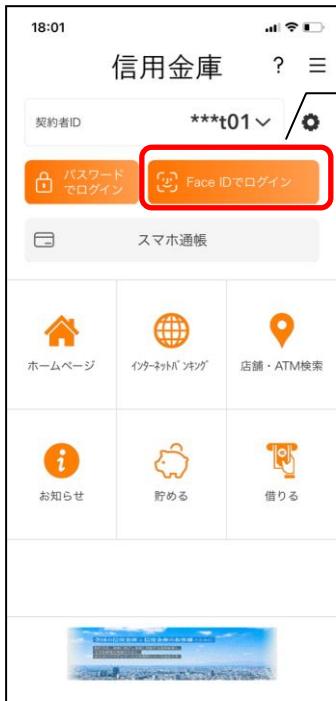 18:01
信用金庫 ?
契約者ID ***t01
パスワード
でログイン
Face IDでログイン
スマホ通帳
ホームページ
インターネットバンキング
店舗・ATM検索
お知らせ
貯める
借りる